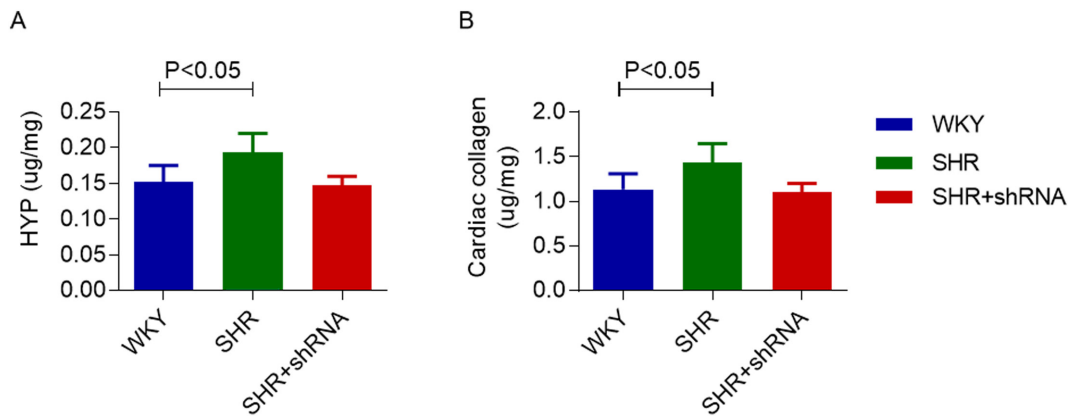 A
P<0.05
HYP (ug/mg)
0.25
0.20
0.15
0.10
0.05
0.00
WKY
SHR
SHR+shRNA
B
P<0.05
Cardiac collagen
(ug/mg)
2.0
1.5
1.0
0.5
0.0
WKY
SHR
SHR+shRNA
WKY
SHR
SHR+shRNA